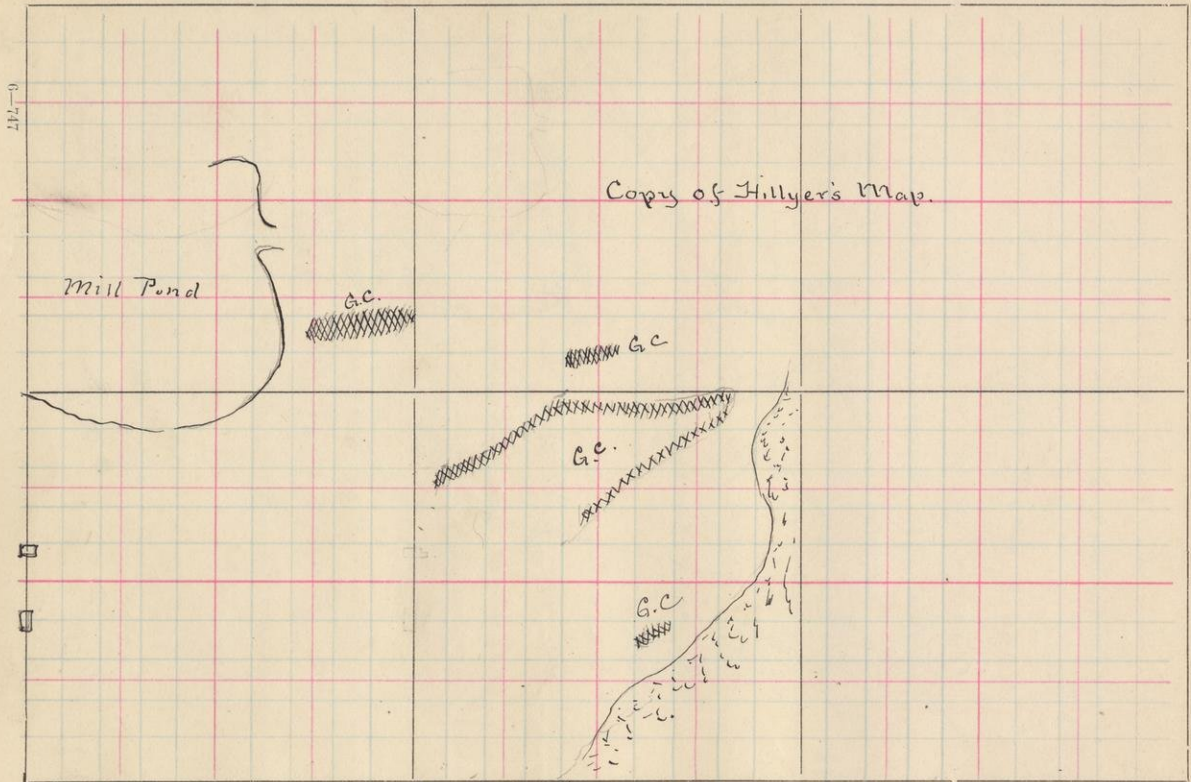 6—747
Copy of Hillyer's Map.
Mill Pond
G.C.
G C
G.C.
G.C